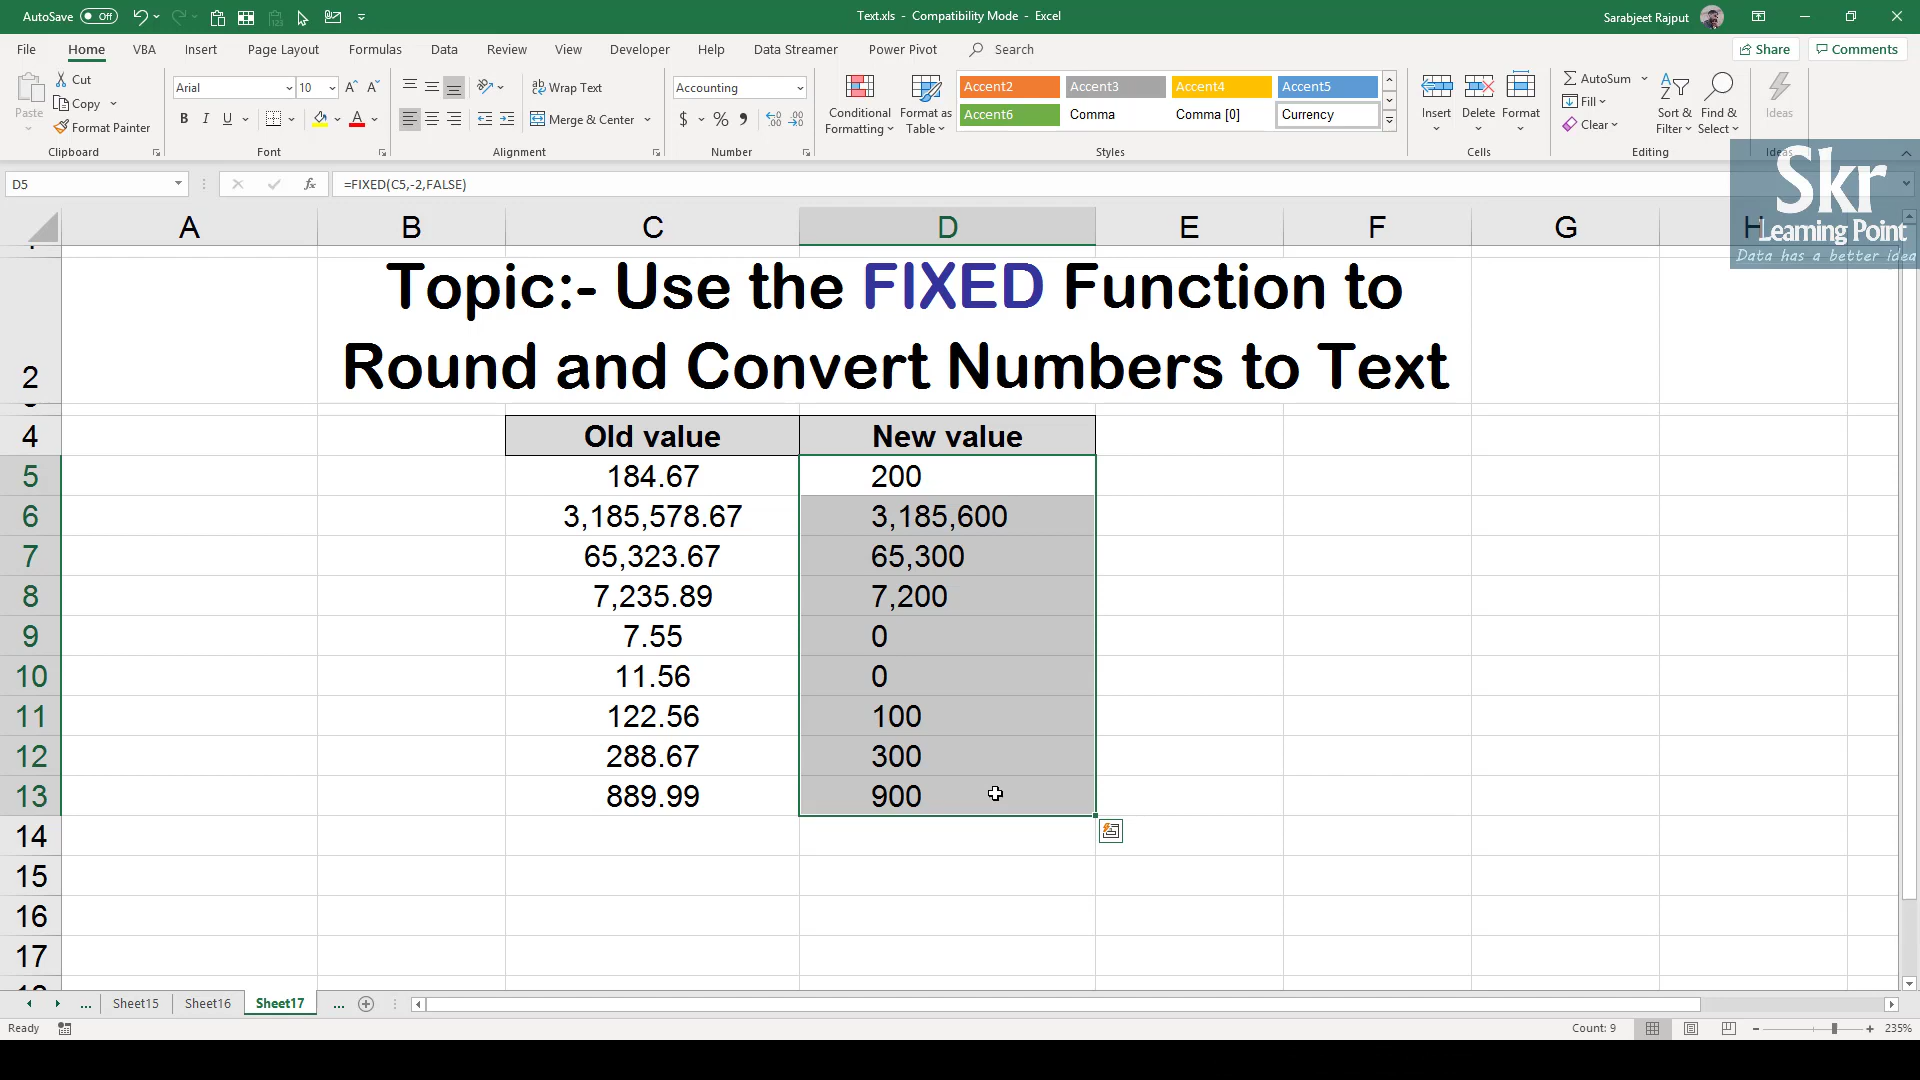 AutoSave Off
Text.xls - Compatibility Mode - Excel
Sarabjeet Rajput
File Home VBA Insert Page Layout Formulas Data Review View Developer Help Data Streamer Power Pivot Search Share Comments
Paste
Cut
Copy
Format Painter
Clipboard
Arial 10
B I U A
Font
Wrap Text
Merge & Center
Alignment
Accounting
$ % 9
Number
Conditional Formatting
Format as Table
Accent2 Accent3 Accent4 Accent5
Accent6 Comma Comma [0] Currency
Styles
Insert Delete Format
Cells
AutoSum
Fill
Clear
Sort & Filter
Find & Select
Editing
Ideas
Ideas
Skr
Learning Point
Data has a better idea
D5 fx =FIXED(C5,-2,FALSE)
A B C D E F G H
Topic:- Use the FIXED Function to
Round and Convert Numbers to Text
2
4 Old value New value
5 184.67 200
6 3,185,578.67 3,185,600
7 65,323.67 65,300
8 7,235.89 7,200
9 7.55 0
10 11.56 0
11 122.56 100
12 288.67 300
13 889.99 900
14
15
16
17
... Sheet15 Sheet16 Sheet17 ...
Ready Count: 9 235%